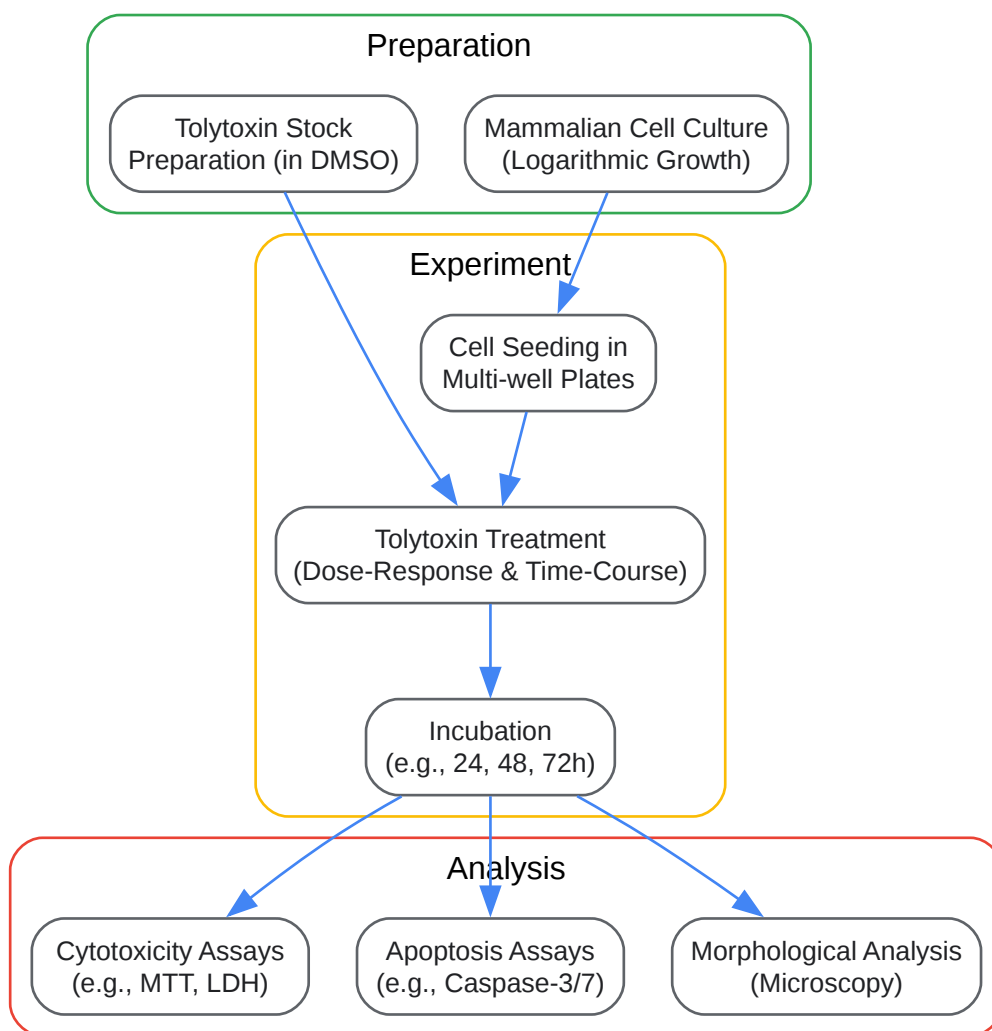 Preparation
Tolytoxin Stock
Preparation (in DMSO)
Mammalian Cell Culture
(Logarithmic Growth)
Experiment
Cell Seeding in
Multi-well Plates
Tolytoxin Treatment
(Dose-Response & Time-Course)
Incubation
(e.g., 24, 48, 72h)
Analysis
Cytotoxicity Assays
(e.g., MTT, LDH)
Apoptosis Assays
(e.g., Caspase-3/7)
Morphological Analysis
(Microscopy)